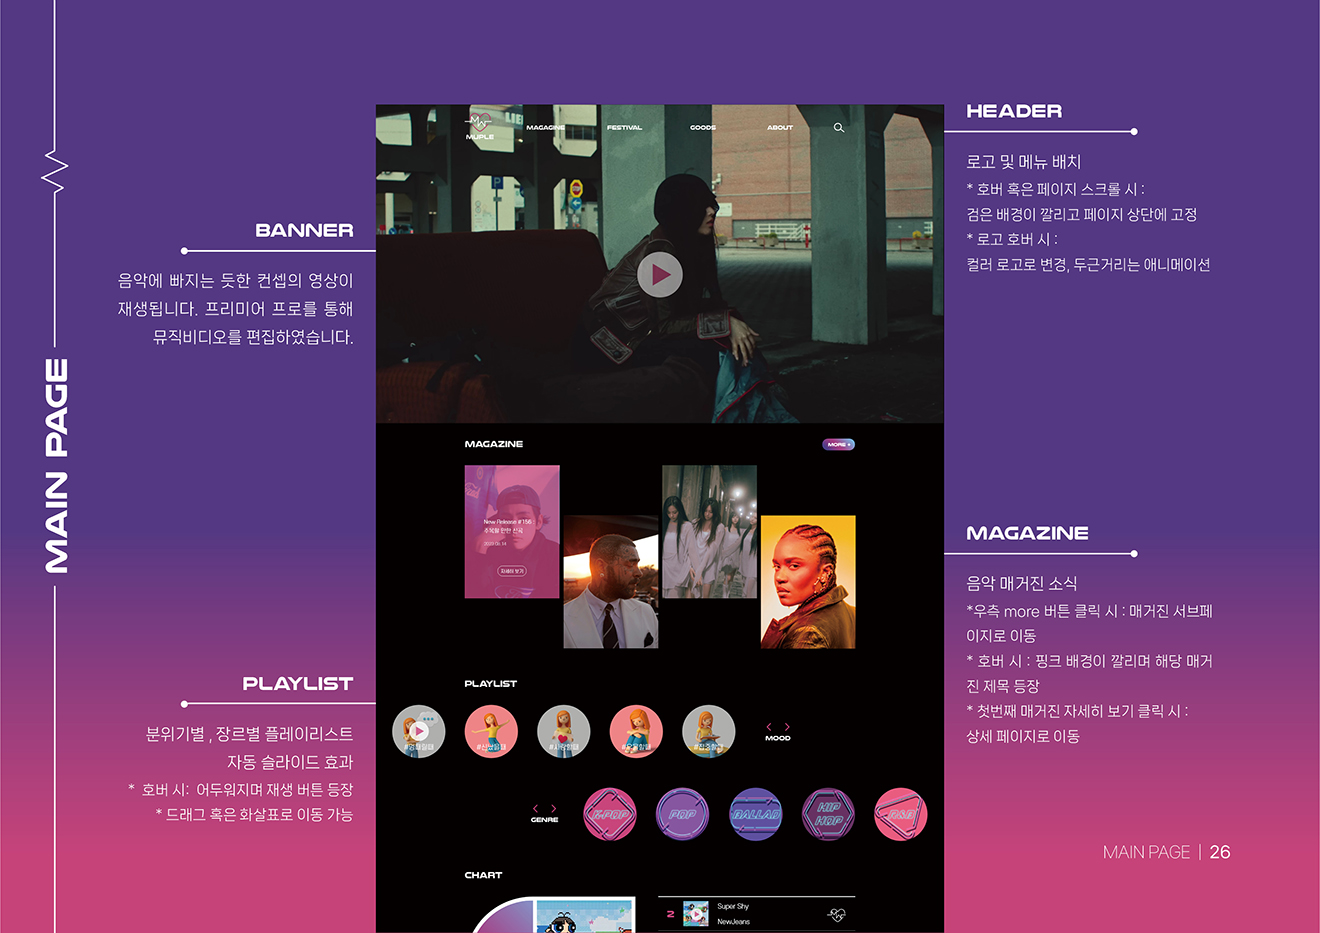 MAIN PAGE
BANNER
음악에 빠지는 듯한 컨셉의 영상이
재생됩니다. 프리미어 프로를 통해
뮤직비디오를 편집하였습니다.
PLAYLIST
분위기별 , 장르별 플레이리스트
자동 슬라이드 효과
* 호버 시: 어두워지며 재생 버튼 등장
* 드래그 혹은 화살표로 이동 가능
MUPLE
MAGAGINE
FESTIVAL
GOODS
ABOUT
MAGAZINE
MORE +
New Release #156 :
주목할 만한 신곡
자세히 보기
PLAYLIST
MOOD
GENRE
K-POP
POP
BALLAD
HIP
HOP
R&B
CHART
2
Super Shy
NewJeans
HEADER
로고 및 메뉴 배치
* 호버 혹은 페이지 스크롤 시 :
검은 배경이 깔리고 페이지 상단에 고정
* 로고 호버 시 :
컬러 로고로 변경, 두근거리는 애니메이션
MAGAZINE
음악 매거진 소식
*우측 more 버튼 클릭 시 : 매거진 서브페
이지로 이동
* 호버 시 : 핑크 배경이 깔리며 해당 매거
진 제목 등장
* 첫번째 매거진 자세히 보기 클릭 시 :
상세 페이지로 이동
MAIN PAGE | 26